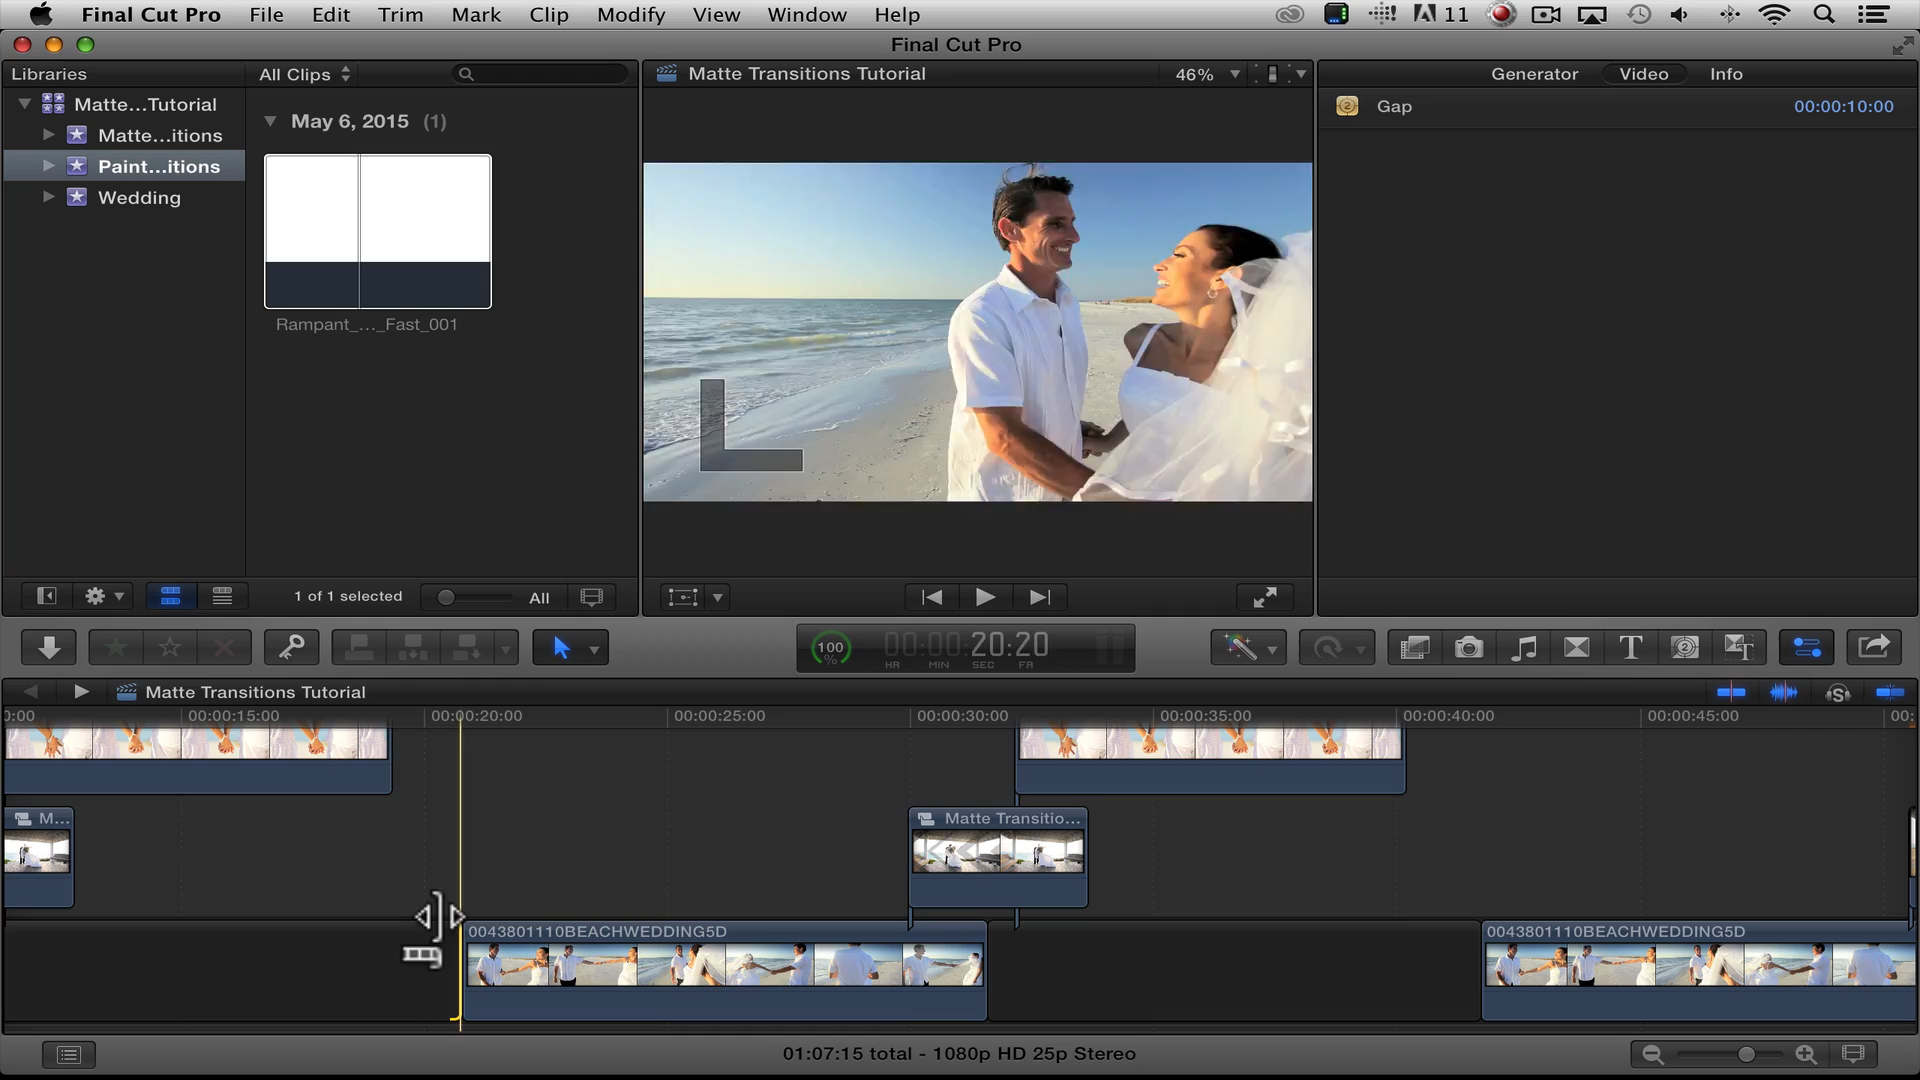 Final Cut Pro File Edit Trim Mark Clip Modify View Window Help 11
Final Cut Pro
Libraries All Clips
Matte Transitions Tutorial 46%
Generator Video Info
Matte...Tutorial
Matte...itions
Paint...itions
Wedding
May 6, 2015 (1)
Rampant_..._Fast_001
Gap 00:00:10:00
1 of 1 selected All
100 % 00:00:20:20
HR MIN SEC FR
Matte Transitions Tutorial
0:00 00:00:15:00 00:00:20:00 00:00:25:00 00:00:30:00 00:00:35:00 00:00:40:00 00:00:45:00 00:
M... Matte Transitio...
0043801110BEACHWEDDING5D 0043801110BEACHWEDDING5D
01:07:15 total - 1080p HD 25p Stereo